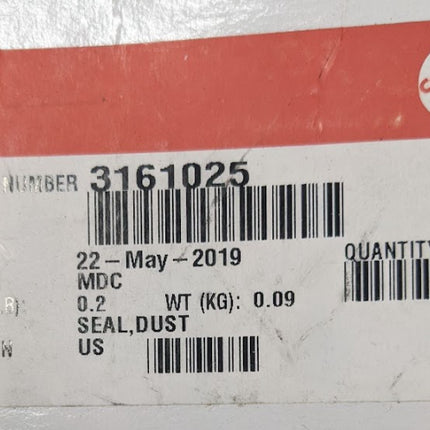 NUMBER 3161025
22-May-2019 QUANTITY
MDC
0.2 WT (KG): 0.09
SEAL,DUST
US